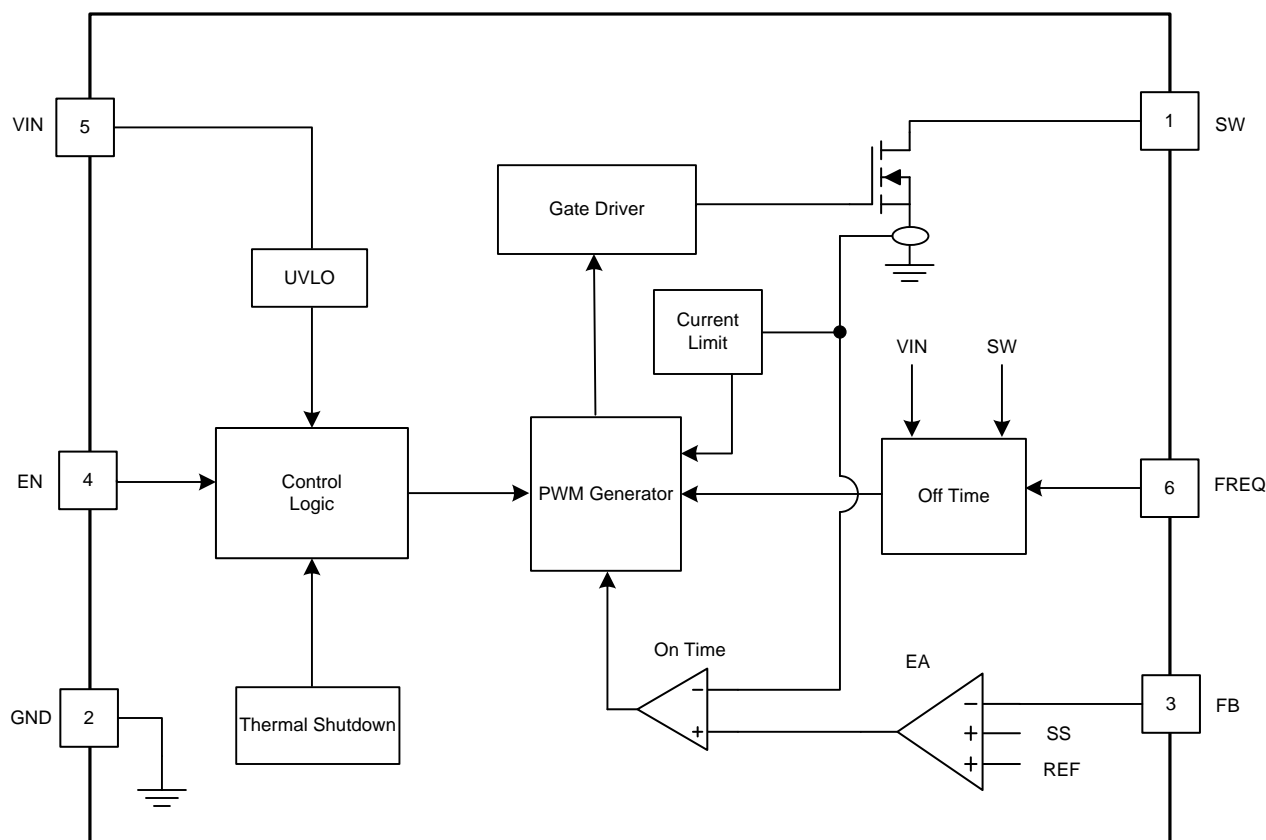 VIN
5
1
SW
Gate Driver
UVLO
Current
Limit
VIN
SW
EN
4
Control
Logic
PWM Generator
Off Time
6
FREQ
On Time
EA
GND
2
Thermal Shutdown
−
+
−
+
+
SS
REF
3
FB